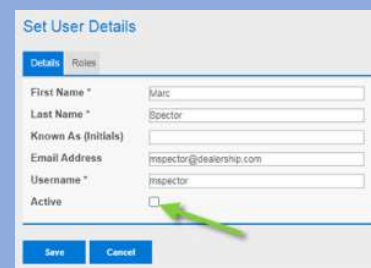 Set User Details
Details Roles
First Name * Marc
Last Name * Spector
Known As (Initials)
Email Address mspector@dealership.com
Username * mspector
Active
Save Cancel